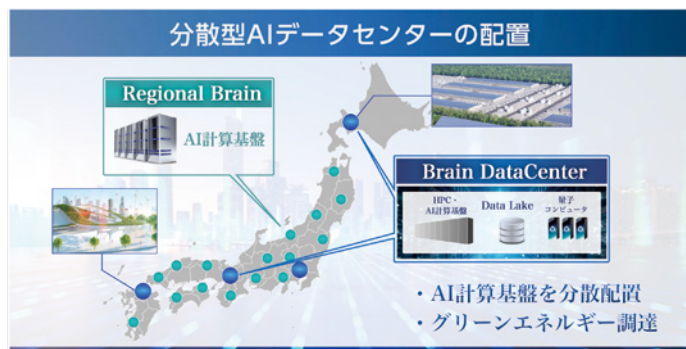 分散型AIデータセンターの配置
Regional Brain
AI計算基盤
Brain DataCenter
HPC・
AI計算基盤
Data Lake
量子
コンピュータ
・AI計算基盤を分散配置
・グリーンエネルギー調達